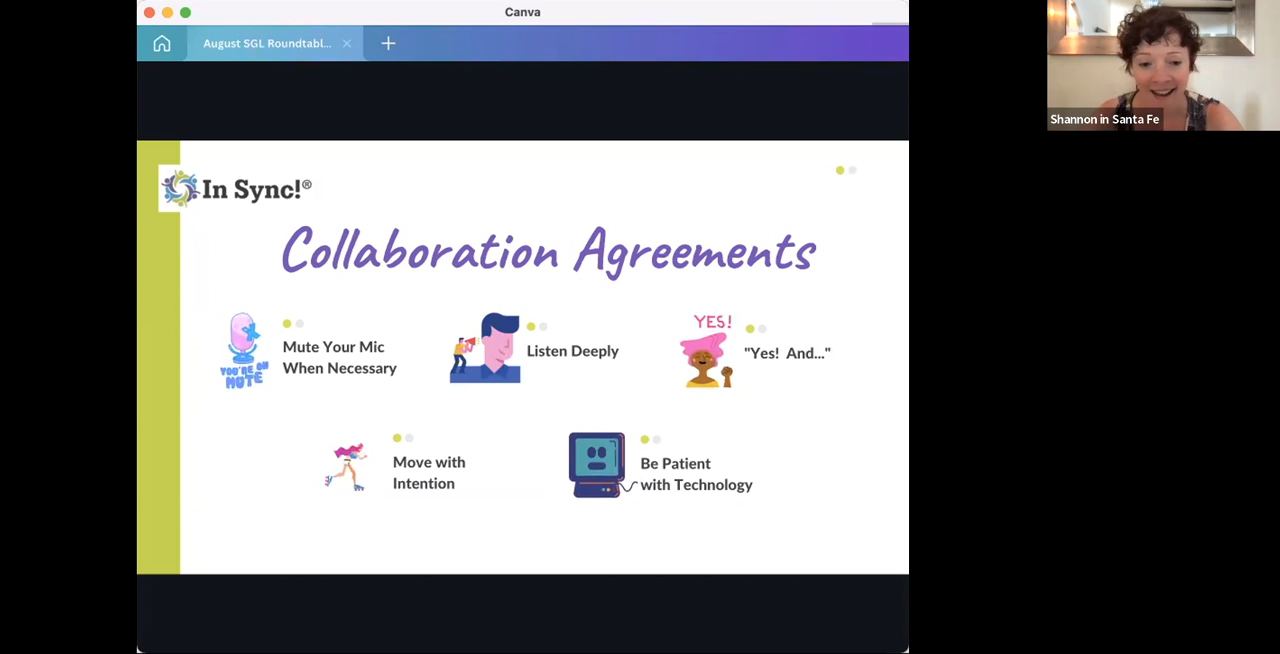 Canva
August SGL Roundtabl...
Shannon in Santa Fe
In Sync!®
Collaboration Agreements
YOU'RE ON
MUTE
Mute Your Mic
When Necessary
Listen Deeply
YES!
"Yes! And..."
Move with
Intention
Be Patient
with Technology